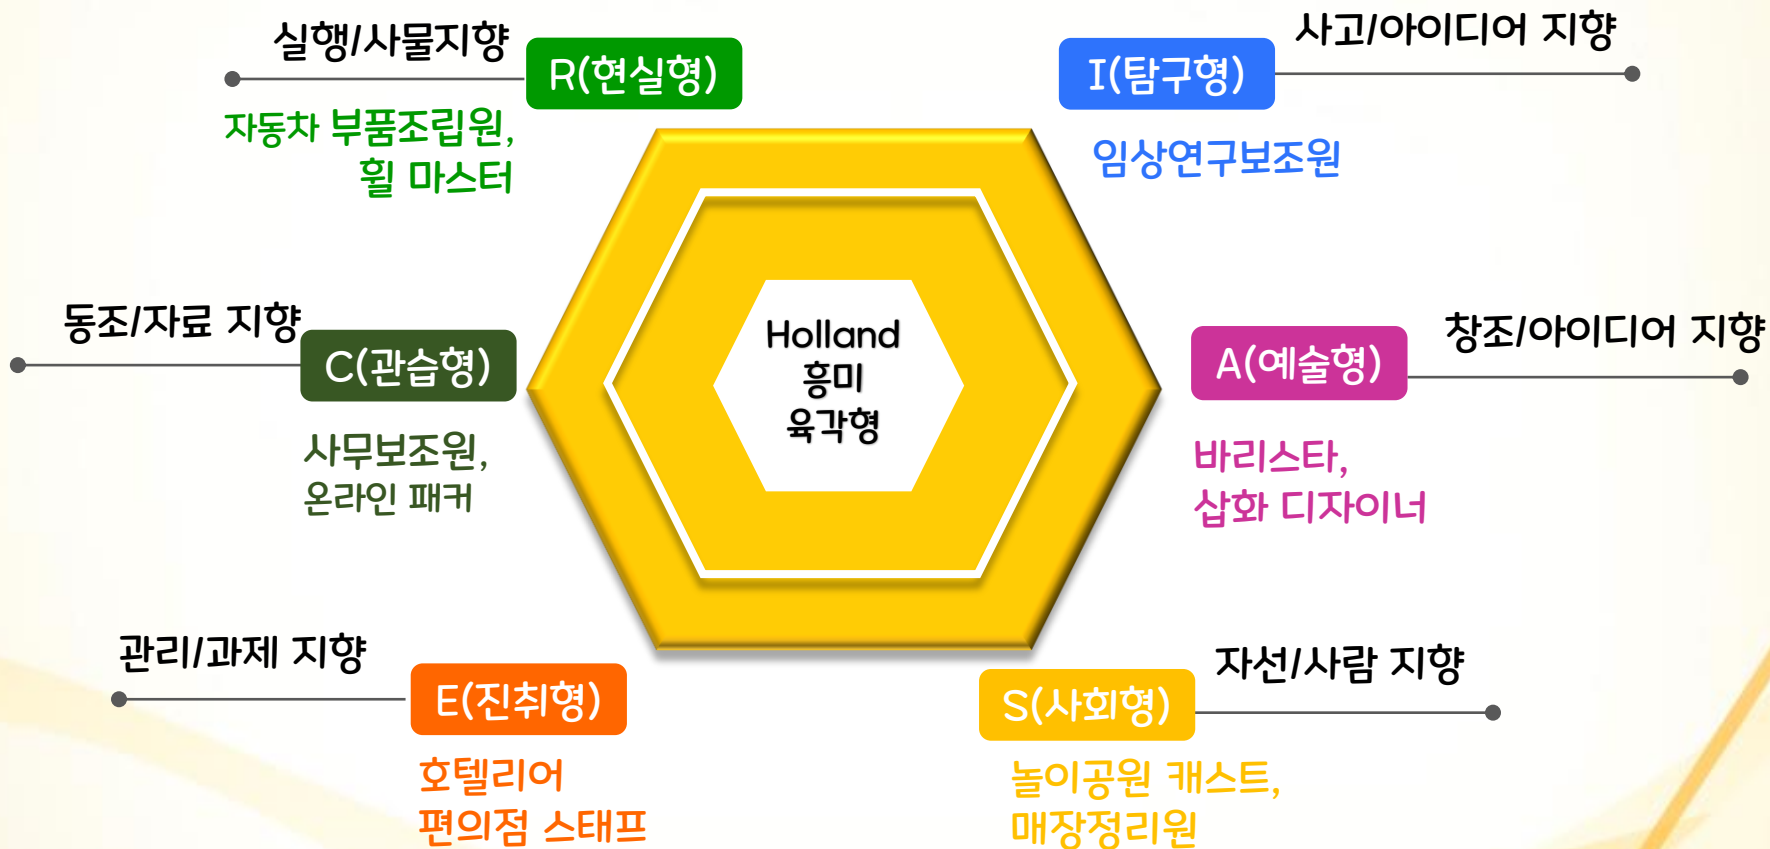 실행/사물지향
R(현실형)
자동차 부품조립원,
휠 마스터
사고/아이디어 지향
I(탐구형)
임상연구보조원
동조/자료 지향
C(관습형)
사무보조원,
온라인 패커
Holland
흥미
육각형
창조/아이디어 지향
A(예술형)
바리스타,
삽화 디자이너
관리/과제 지향
E(진취형)
호텔리어
편의점 스태프
자선/사람 지향
S(사회형)
놀이공원 캐스트,
매장정리원